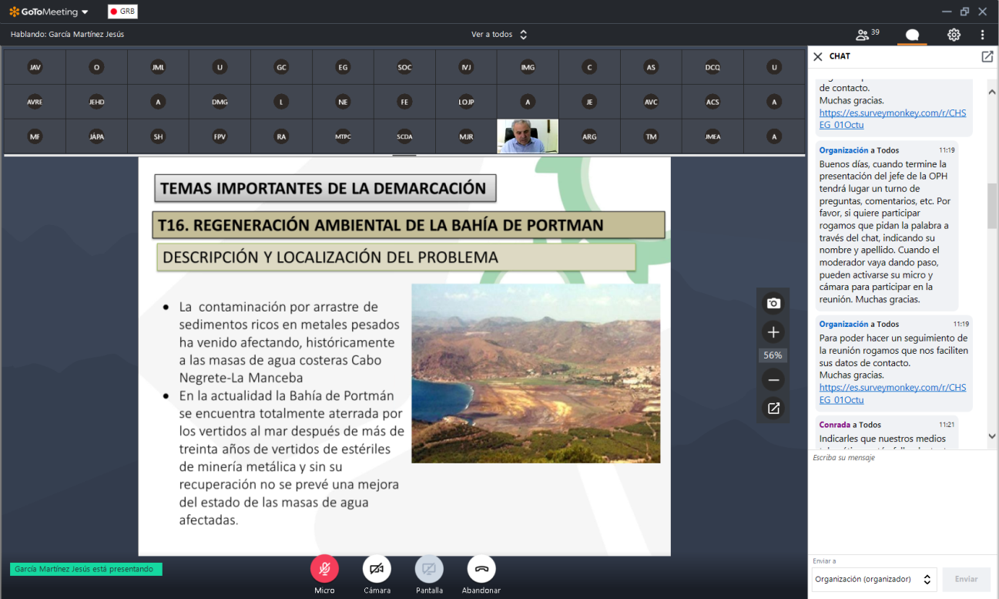 GoToMeeting
GRB
Hablando: García Martínez Jesús
Ver a todos
39
JAV O JML U GC EG SOC IVJ IMG C AS DCQ U
AVRE JEHD A DMG L NE FE LOJP A JE AVC ACS A
MF JÁPA SH FPV RA MTPC SCDA MJR ARG TM JMEA A
TEMAS IMPORTANTES DE LA DEMARCACIÓN
T16. REGENERACIÓN AMBIENTAL DE LA BAHÍA DE PORTMAN
DESCRIPCIÓN Y LOCALIZACIÓN DEL PROBLEMA
• La contaminación por arrastre de
sedimentos ricos en metales pesados
ha venido afectando, históricamente
a las masas de agua costeras Cabo
Negrete-La Manceba
• En la actualidad la Bahía de Portmán
se encuentra totalmente aterrada por
los vertidos al mar después de más de
treinta años de vertidos de estériles
de minería metálica y sin su
recuperación no se prevé una mejora
del estado de las masas de agua
afectadas.
56%
García Martínez Jesús está presentando
Micro
Cámara
Pantalla
Abandonar
CHAT
de contacto.
Muchas gracias.
https://es.surveymonkey.com/r/CHS
EG_01Octu
Organización a Todos 11:19
Buenos días, cuando termine la
presentación del jefe de la OPH
tendrá lugar un turno de
preguntas, comentarios, etc. Por
favor, si quiere participar
rogamos que pidan la palabra a
través del chat, indicando su
nombre y apellido. Cuando el
moderador vaya dando paso,
pueden activarse su micro y
cámara para participar en la
reunión. Muchas gracias.
Organización a Todos 11:19
Para poder hacer un seguimiento de
la reunión rogamos que nos faciliten
sus datos de contacto.
Muchas gracias.
https://es.surveymonkey.com/r/CHS
EG_01Octu
Conrada a Todos 11:21
Indicarles que nuestros medios
Escriba su mensaje
Enviar a
Organización (organizador)
Enviar